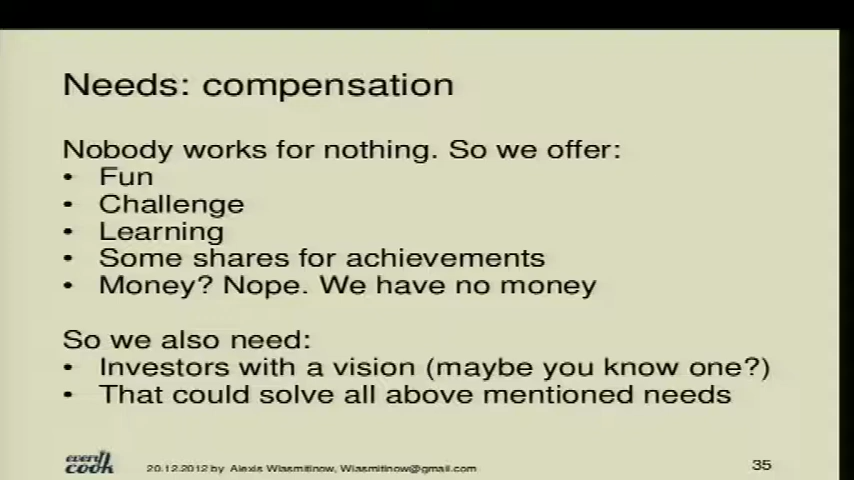 Needs: compensation
Nobody works for nothing. So we offer:
• Fun
• Challenge
• Learning
• Some shares for achievements
• Money? Nope. We have no money
So we also need:
• Investors with a vision (maybe you know one?)
• That could solve all above mentioned needs
every cook
20.12.2012 by Alexis Wiasmitinow, Wiasmitinow@gmail.com
35